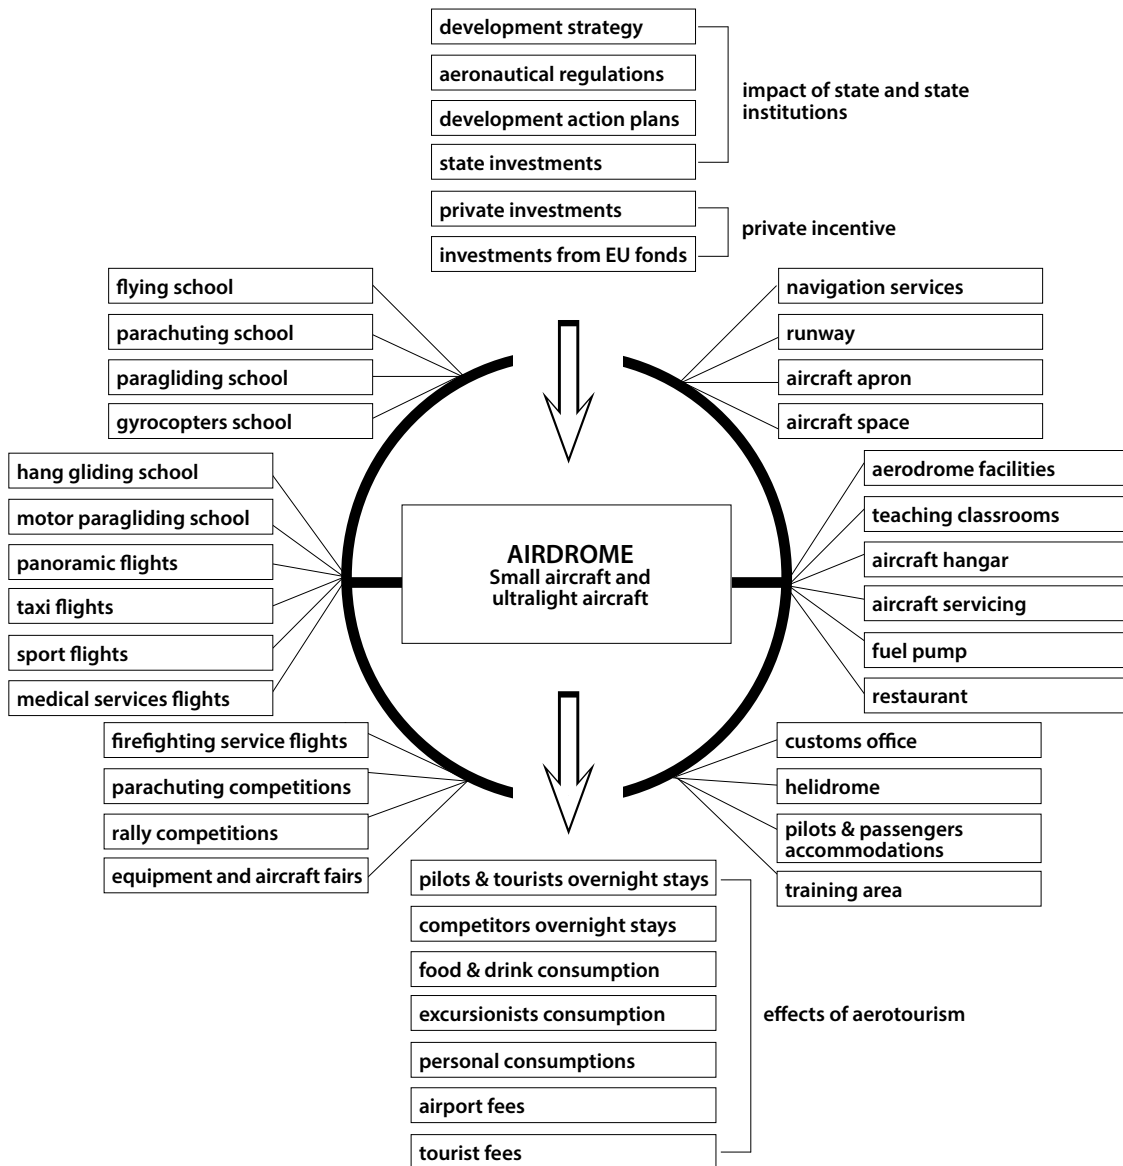 development strategy
aeronautical regulations
development action plans
state investments
impact of state and state
institutions
private investments
investments from EU fonds
private incentive
flying school
parachuting school
paragliding school
gyrocopters school
navigation services
runway
aircraft apron
aircraft space
hang gliding school
motor paragliding school
panoramic flights
taxi flights
sport flights
medical services flights
AIRDROME
Small aircraft and
ultralight aircraft
aerodrome facilities
teaching classrooms
aircraft hangar
aircraft servicing
fuel pump
restaurant
firefighting service flights
parachuting competitions
rally competitions
equipment and aircraft fairs
customs office
helidrome
pilots & passengers
accommodations
training area
pilots & tourists overnight stays
competitors overnight stays
food & drink consumption
excursionists consumption
personal consumptions
airport fees
tourist fees
effects of aerotourism